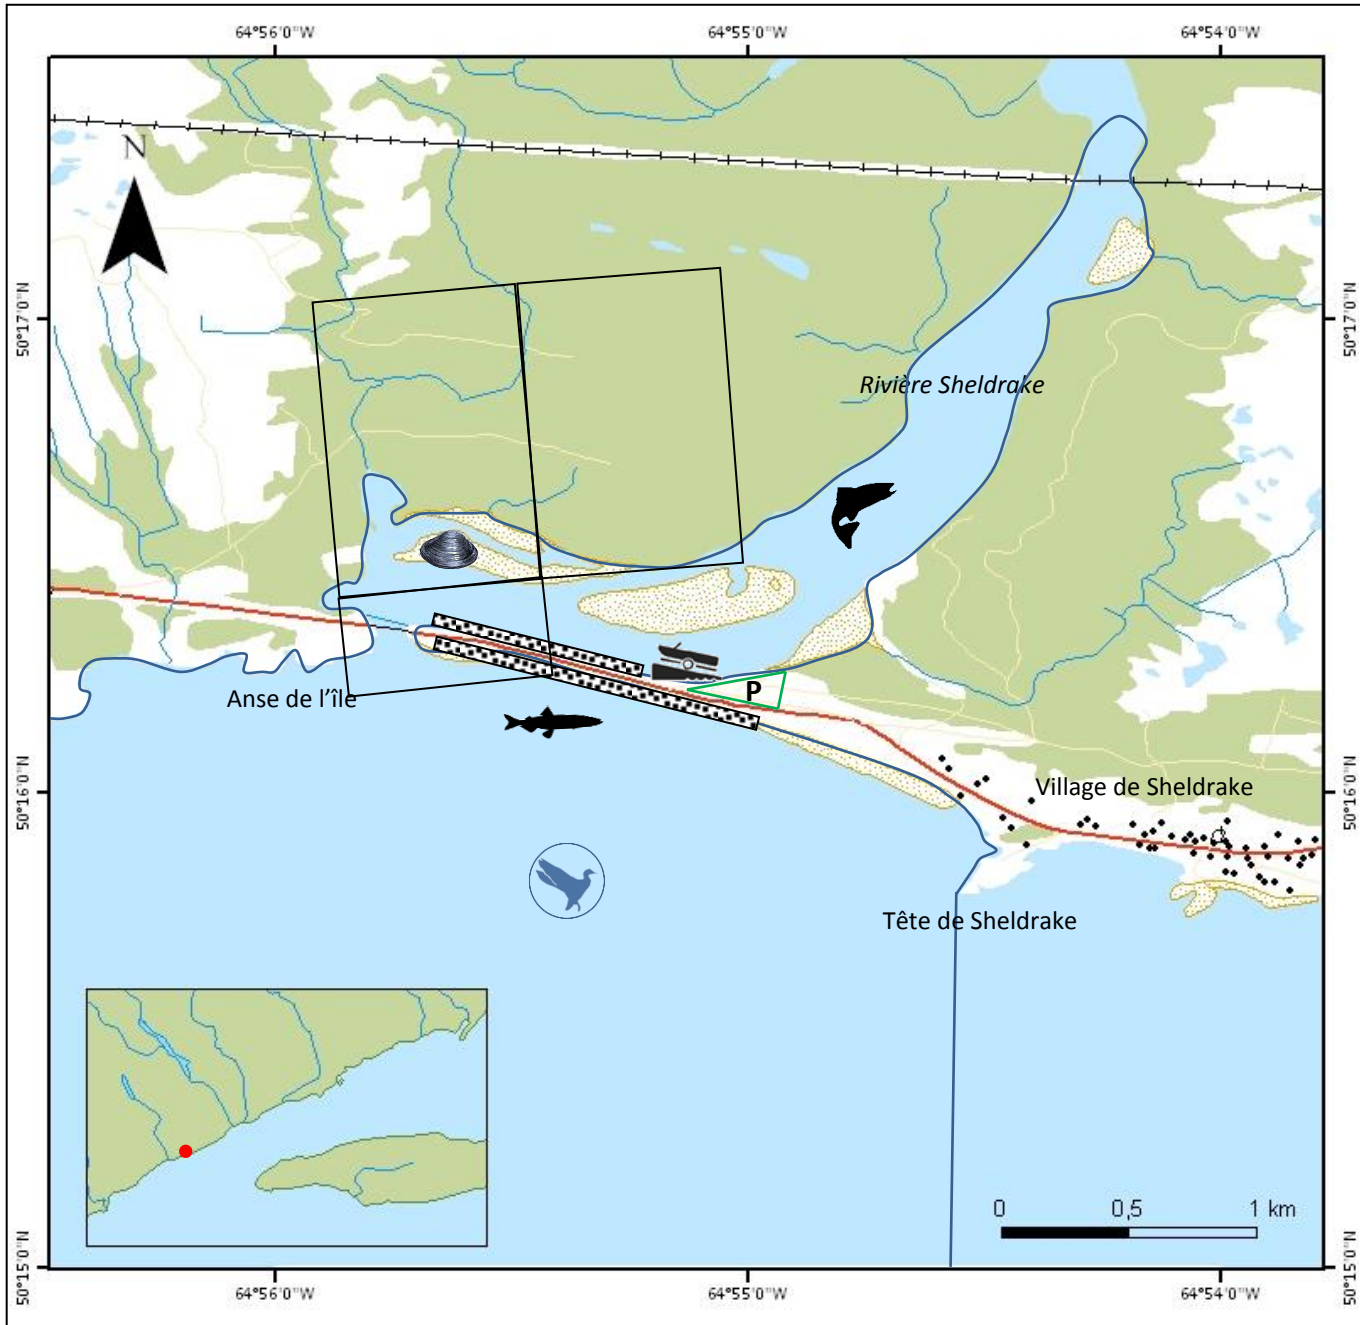 64°56'0"W
64°55'0"W
64°54'0"W
N
50°17'0"N
50°17'0"N
Rivière Sheldrake
Anse de l'île
P
50°16'0"N
Village de Sheldrake
50°16'0"N
Tête de Sheldrake
0 0,5 1 km
50°15'0"N
50°15'0"N
64°56'0"W
64°55'0"W
64°54'0"W